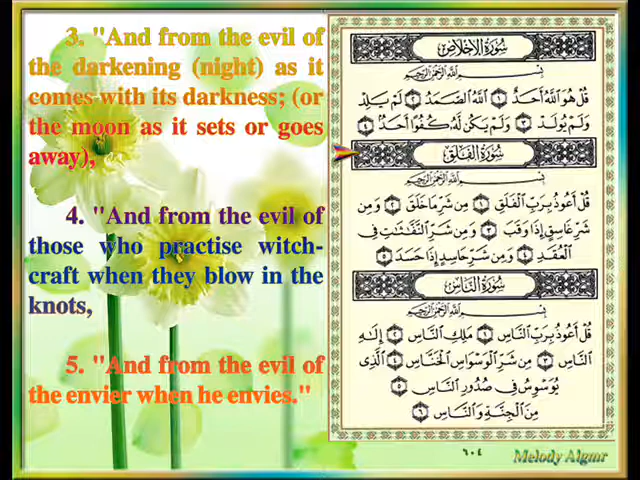 3. "And from the evil of
the darkening (night) as it
comes with its darkness; (or
the moon as it sets or goes
away),
4. "And from the evil of
those who practise witch-
craft when they blow in the
knots,
5. "And from the evil of
the envier when he envies."
سُورَةُ الإِخْلَاصِ
بِسْمِ اللَّهِ الرَّحْمَٰنِ الرَّحِيمِ
قُلْ هُوَ اللَّهُ أَحَدٌ ١ اللَّهُ الصَّمَدُ ٢ لَمْ يَلِدْ
وَلَمْ يُولَدْ ٣ وَلَمْ يَكُن لَّهُ كُفُوًا أَحَدٌ ٤
سُورَةُ الْفَلَقِ
بِسْمِ اللَّهِ الرَّحْمَٰنِ الرَّحِيمِ
قُلْ أَعُوذُ بِرَبِّ الْفَلَقِ ١ مِن شَرِّ مَا خَلَقَ ٢ وَمِن
شَرِّ غَاسِقٍ إِذَا وَقَبَ ٣ وَمِن شَرِّ النَّفَّاثَاتِ فِي
الْعُقَدِ ٤ وَمِن شَرِّ حَاسِدٍ إِذَا حَسَدَ ٥
سُورَةُ النَّاسِ
بِسْمِ اللَّهِ الرَّحْمَٰنِ الرَّحِيمِ
قُلْ أَعُوذُ بِرَبِّ النَّاسِ ١ مَلِكِ النَّاسِ ٢ إِلَٰهِ
النَّاسِ ٣ مِن شَرِّ الْوَسْوَاسِ الْخَنَّاسِ ٤ الَّذِي
يُوَسْوِسُ فِي صُدُورِ النَّاسِ ٥
مِنَ الْجِنَّةِ وَالنَّاسِ ٦
٦٠٤
Melody Algmr